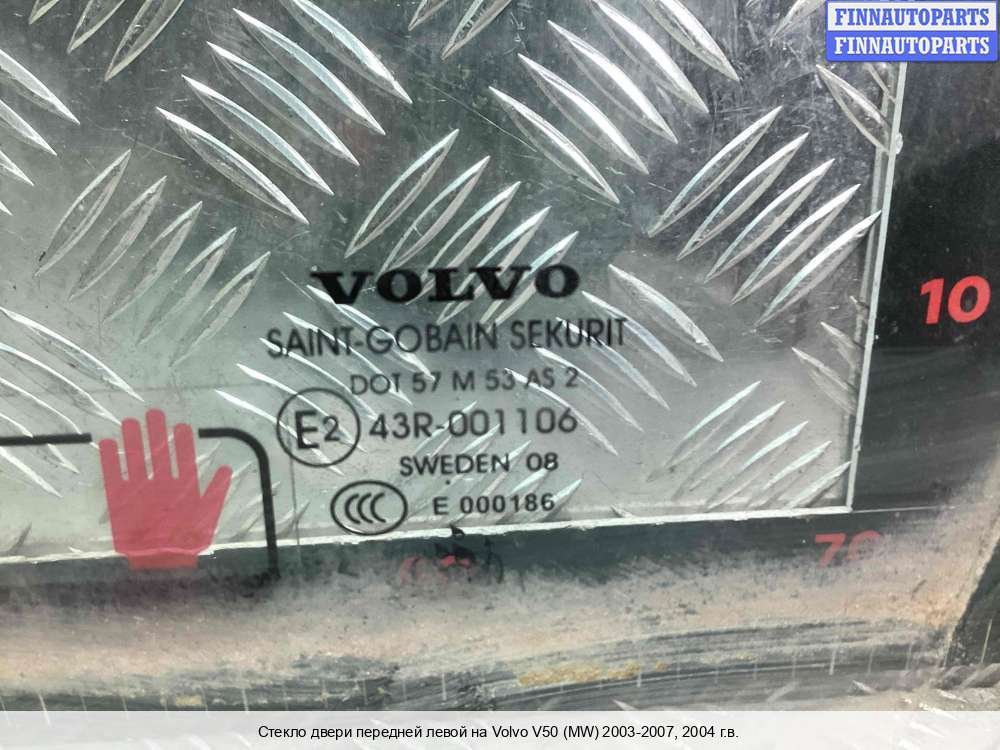 FINNAUTOPARTS
FINNAUTOPARTS
VOLVO
10
SAINT-GOBAIN SEKURIT
DOT 57 M 53 AS 2
E2 43R-001106
SWEDEN 08
CCC E 000186
Стекло двери передней левой на Volvo V50 (MW) 2003-2007, 2004 г.в.